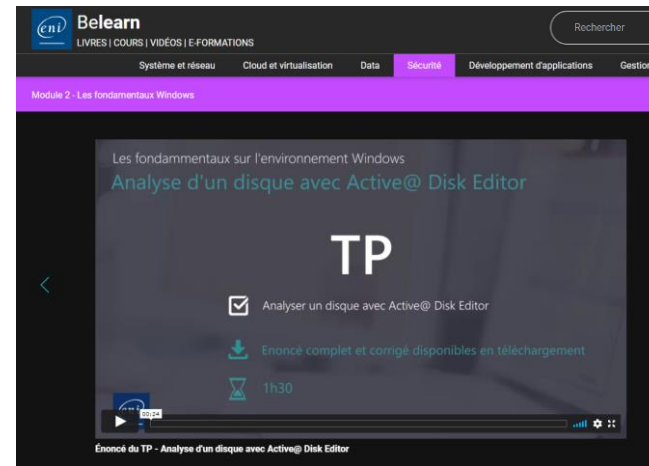 eni
Belearn
LIVRES | COURS | VIDÉOS | E-FORMATIONS
Rechercher
Système et réseau Cloud et virtualisation Data Sécurité Développement d'applications Gestion
Module 2 - Les fondamentaux Windows
Les fondammentaux sur l'environnement Windows
Analyse d'un disque avec Active@ Disk Editor
TP
Analyser un disque avec Active@ Disk Editor
Enoncé complet et corrigé disponibles en téléchargement
1h30
eni
00:24
Énoncé du TP - Analyse d'un disque avec Active@ Disk Editor